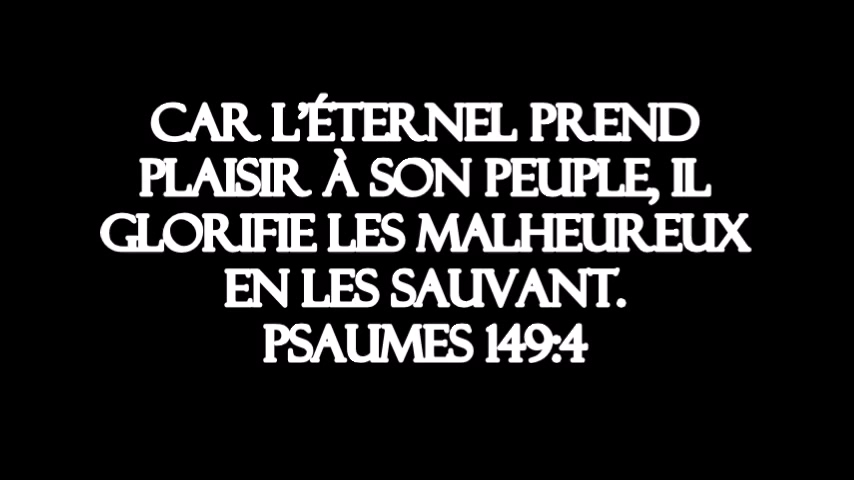 CAR L'ÉTERNEL PREND
PLAISIR À SON PEUPLE, IL
GLORIFIE LES MALHEUREUX
EN LES SAUVANT.
PSAUMES 149:4